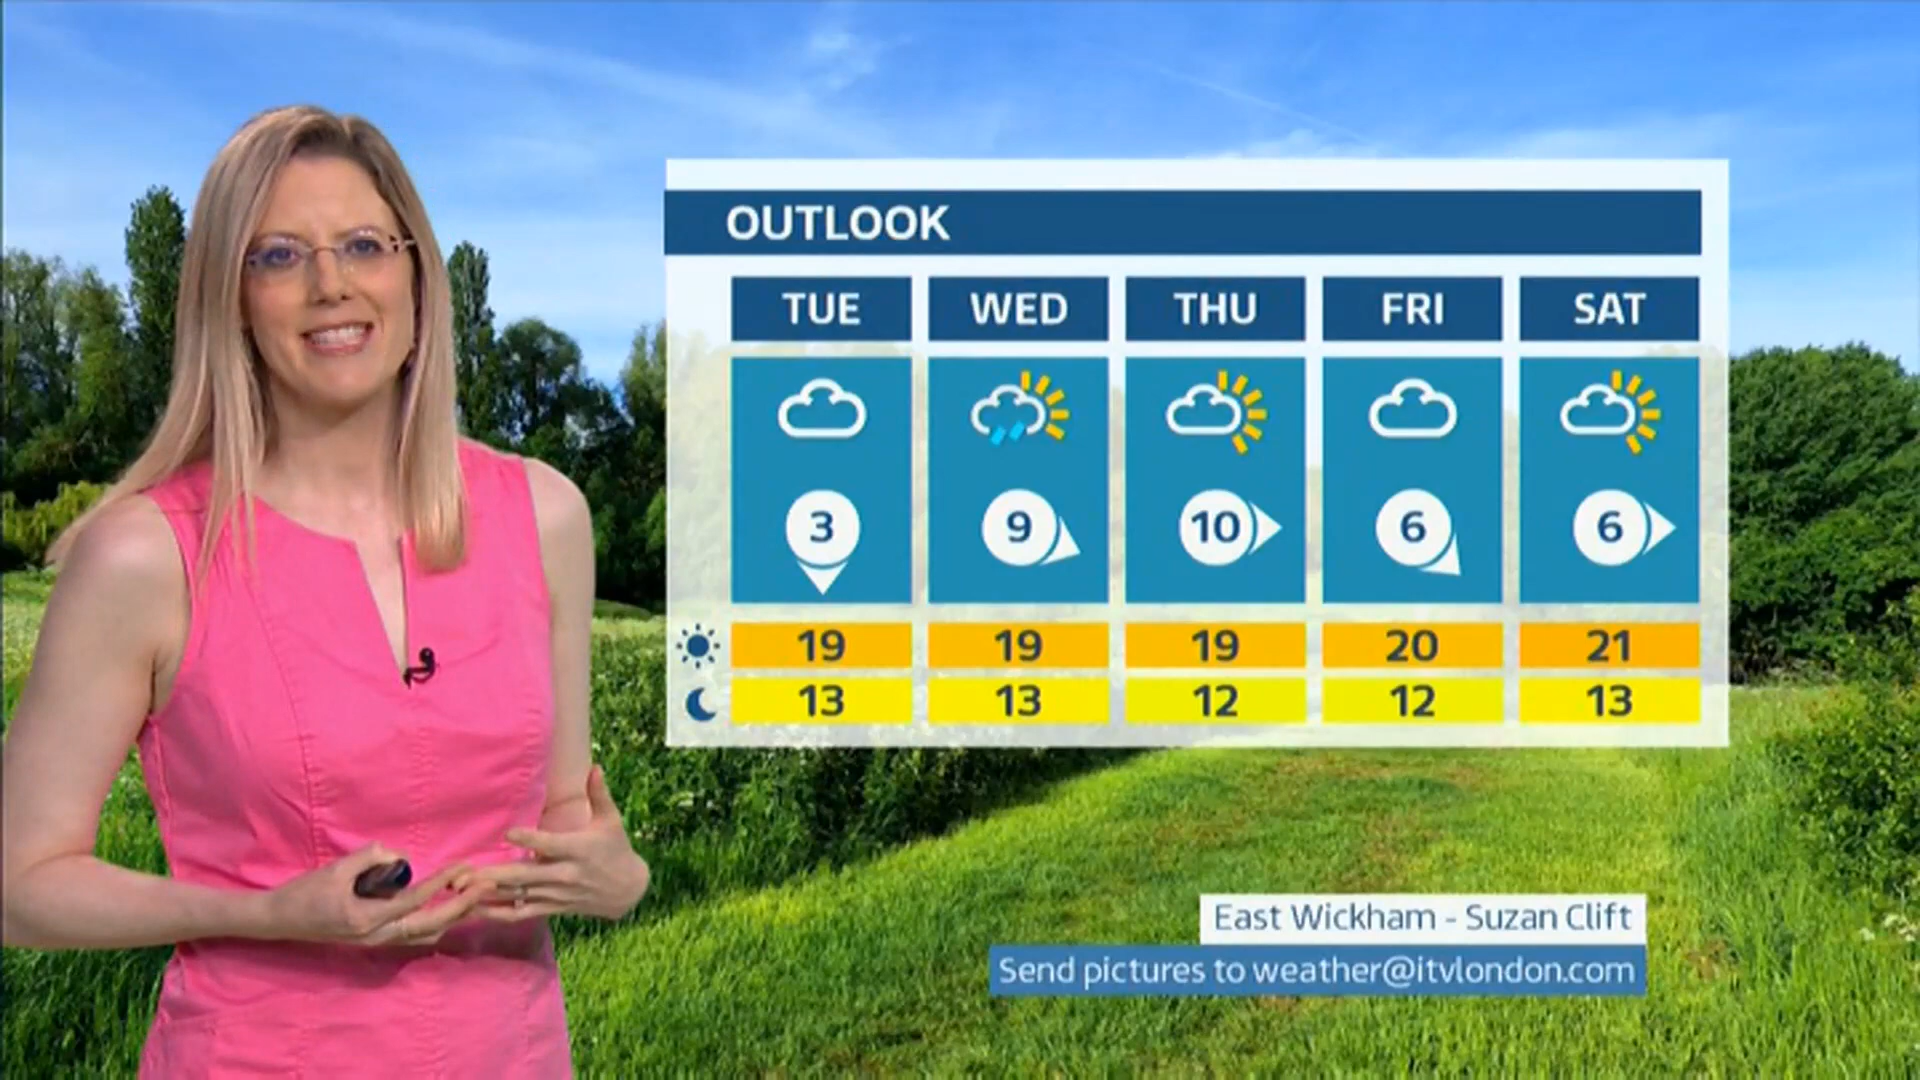 OUTLOOK
TUE WED THU FRI SAT
3 9 10 6 6
19 19 19 20 21
13 13 12 12 13
East Wickham - Suzan Clift
Send pictures to weather@itvlondon.com